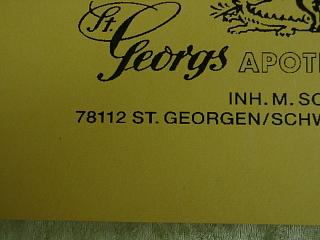 St.
Georgs APOT
INH. M. SC
78112 ST. GEORGEN/SCHW